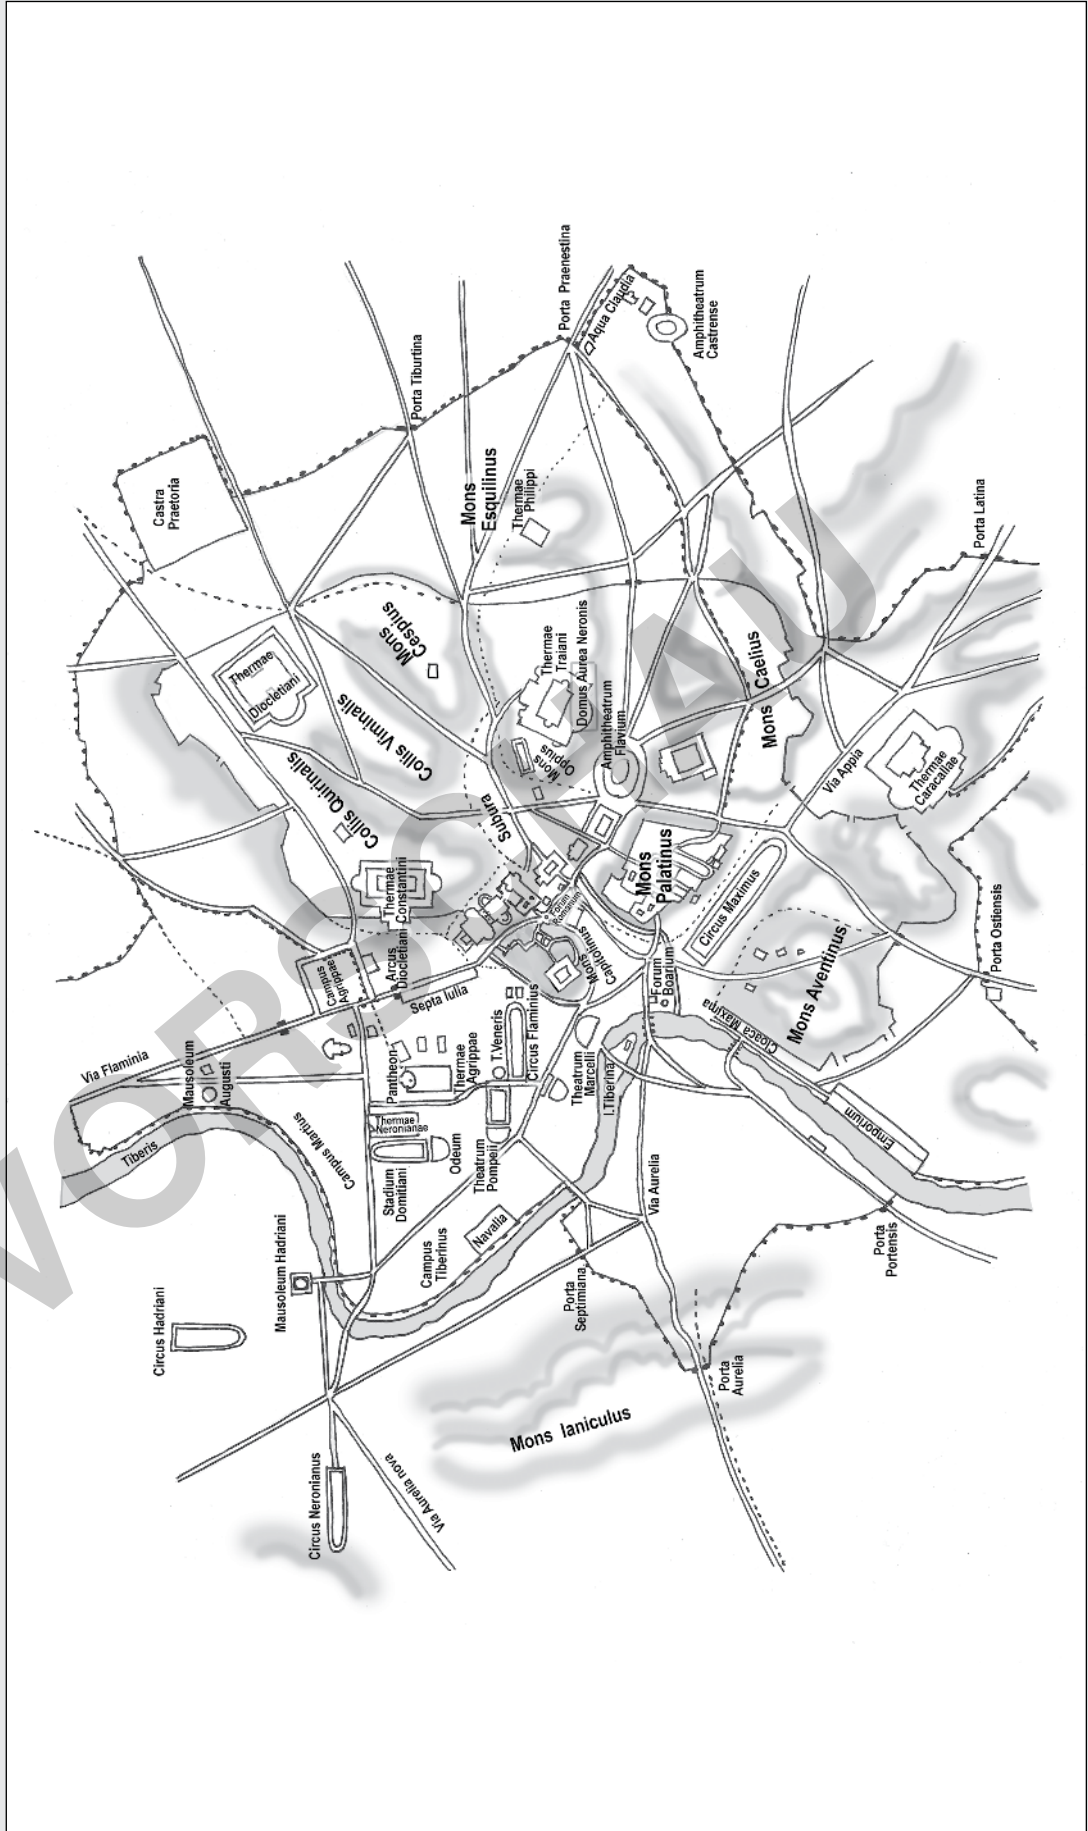 Porta Praenestina
Aqua Claudia
Amphitheatrum
Castrense
Porta Tiburtina
Castra
Praetoria
Mons
Esquilinus
Thermae
Philippi
Porta Latina
Mons
Cespius
Thermae
Diocletiani
Thermae
Traiani
Domus Aurea Neronis
Mons Caelius
Collis Viminalis
Collis Quirinalis
Mons
Oppius
Amphitheatrum
Flavium
Via Appia
Thermae
Caracallae
Subura
Thermae
Constantini
Mons
Palatinus
Circus Maximus
Forum
Romanum
Mons
Capitolinus
Arcus
Diocletiani
Campus
Agrippae
Septa Iulia
Forum
Boarium
Cloaca Maxima
Mons Aventinus
Porta Ostiensis
Via Flaminia
Mausoleum
Augusti
Pantheon
Thermae
Agrippae
T.Veneris
Circus Flaminius
Theatrum
Marcelli
I.Tiberina
Emporium
Tiberis
Campus Martius
Thermae
Neronianae
Stadium
Domitiani
Odeum
Theatrum
Pompeii
Via Aurelia
Mausoleum Hadriani
Campus
Tiberinus
Navalia
Porta
Septimiana
Porta
Portensis
Circus Hadriani
Porta
Aurelia
Mons Ianiculus
Circus Neronianus
Via Aurelia nova
VORSCHAU